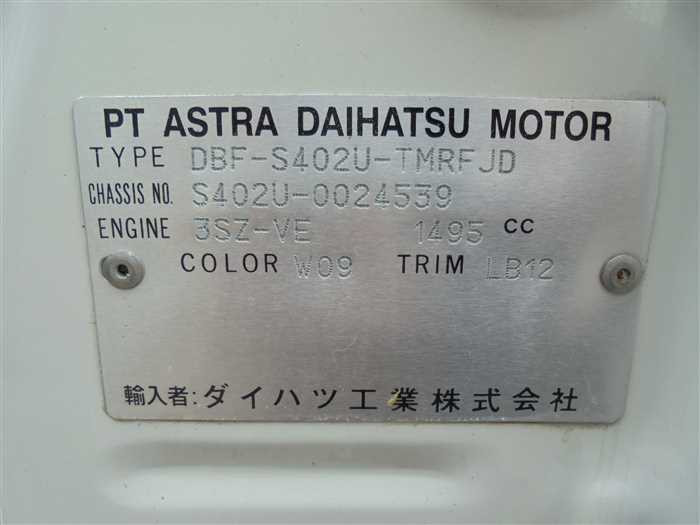 PT ASTRA DAIHATSU MOTOR
TYPE DBF-S402U-TMRFJD
CHASSIS NO. S402U-0024539
ENGINE 3SZ-VE 1495 CC
COLOR W09 TRIM LB12
輸入者: ダイハツ工業株式会社